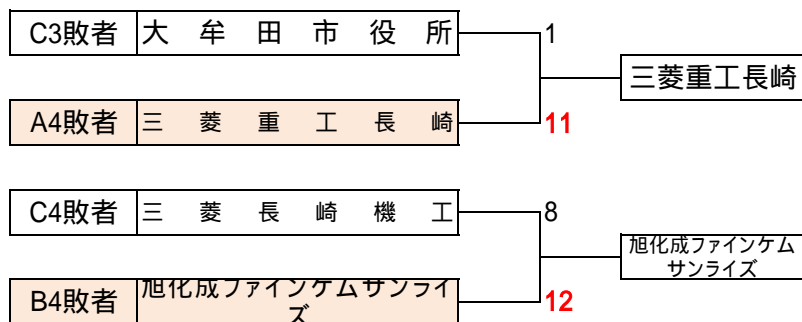 C3敗者 大牟田市役所 1
三菱重工長崎
A4敗者 三菱重工長崎 11
C4敗者 三菱長崎機工 8
旭化成ファインケム
サンライズ
B4敗者 旭化成ファインケムサンライ
ズ 12